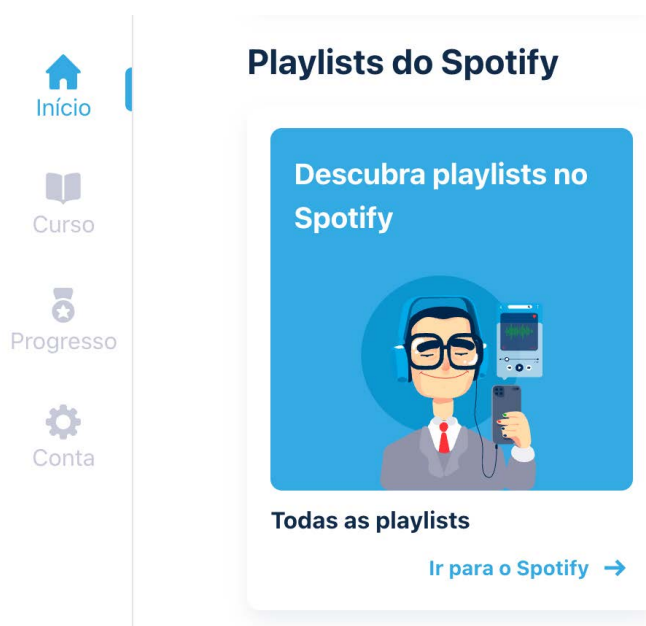 Início
Curso
Progresso
Conta
Playlists do Spotify
Descubra playlists no
Spotify
Todas as playlists
Ir para o Spotify →